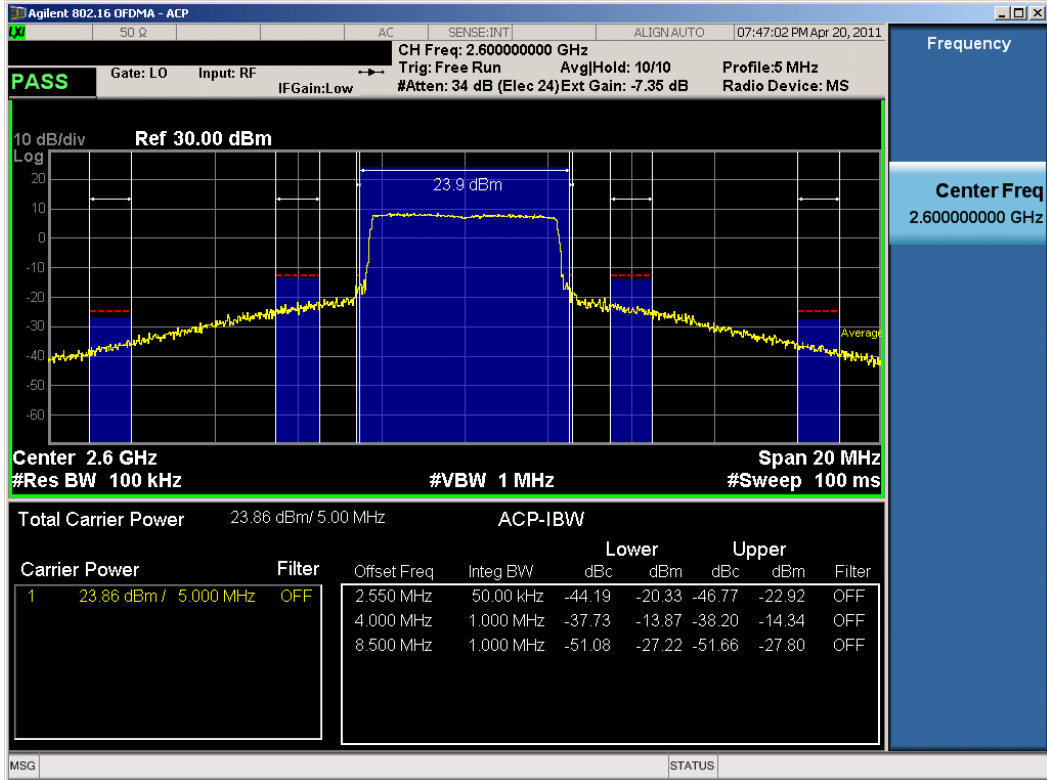 Agilent 802.16 OFDMA - ACP
LXI 50 Ω AC SENSE:INT ALIGN AUTO 07:47:02 PM Apr 20, 2011
CH Freq: 2.600000000 GHz
PASS Gate: LO Input: RF Trig: Free Run Avg|Hold: 10/10 Profile:5 MHz
IFGain:Low #Atten: 34 dB (Elec 24) Ext Gain: -7.35 dB Radio Device: MS
10 dB/div Ref 30.00 dBm
Log
20
10
0
-10
-20
-30
-40
-50
-60
23.9 dBm
Average
Center 2.6 GHz Span 20 MHz
#Res BW 100 kHz #VBW 1 MHz #Sweep 100 ms
Total Carrier Power 23.86 dBm/ 5.00 MHz ACP-IBW
Lower Upper
Carrier Power Filter Offset Freq Integ BW dBc dBm dBc dBm Filter
1 23.86 dBm / 5.000 MHz OFF 2.550 MHz 50.00 kHz -44.19 -20.33 -46.77 -22.92 OFF
4.000 MHz 1.000 MHz -37.73 -13.87 -38.20 -14.34 OFF
8.500 MHz 1.000 MHz -51.08 -27.22 -51.66 -27.80 OFF
MSG STATUS
Frequency
Center Freq
2.600000000 GHz